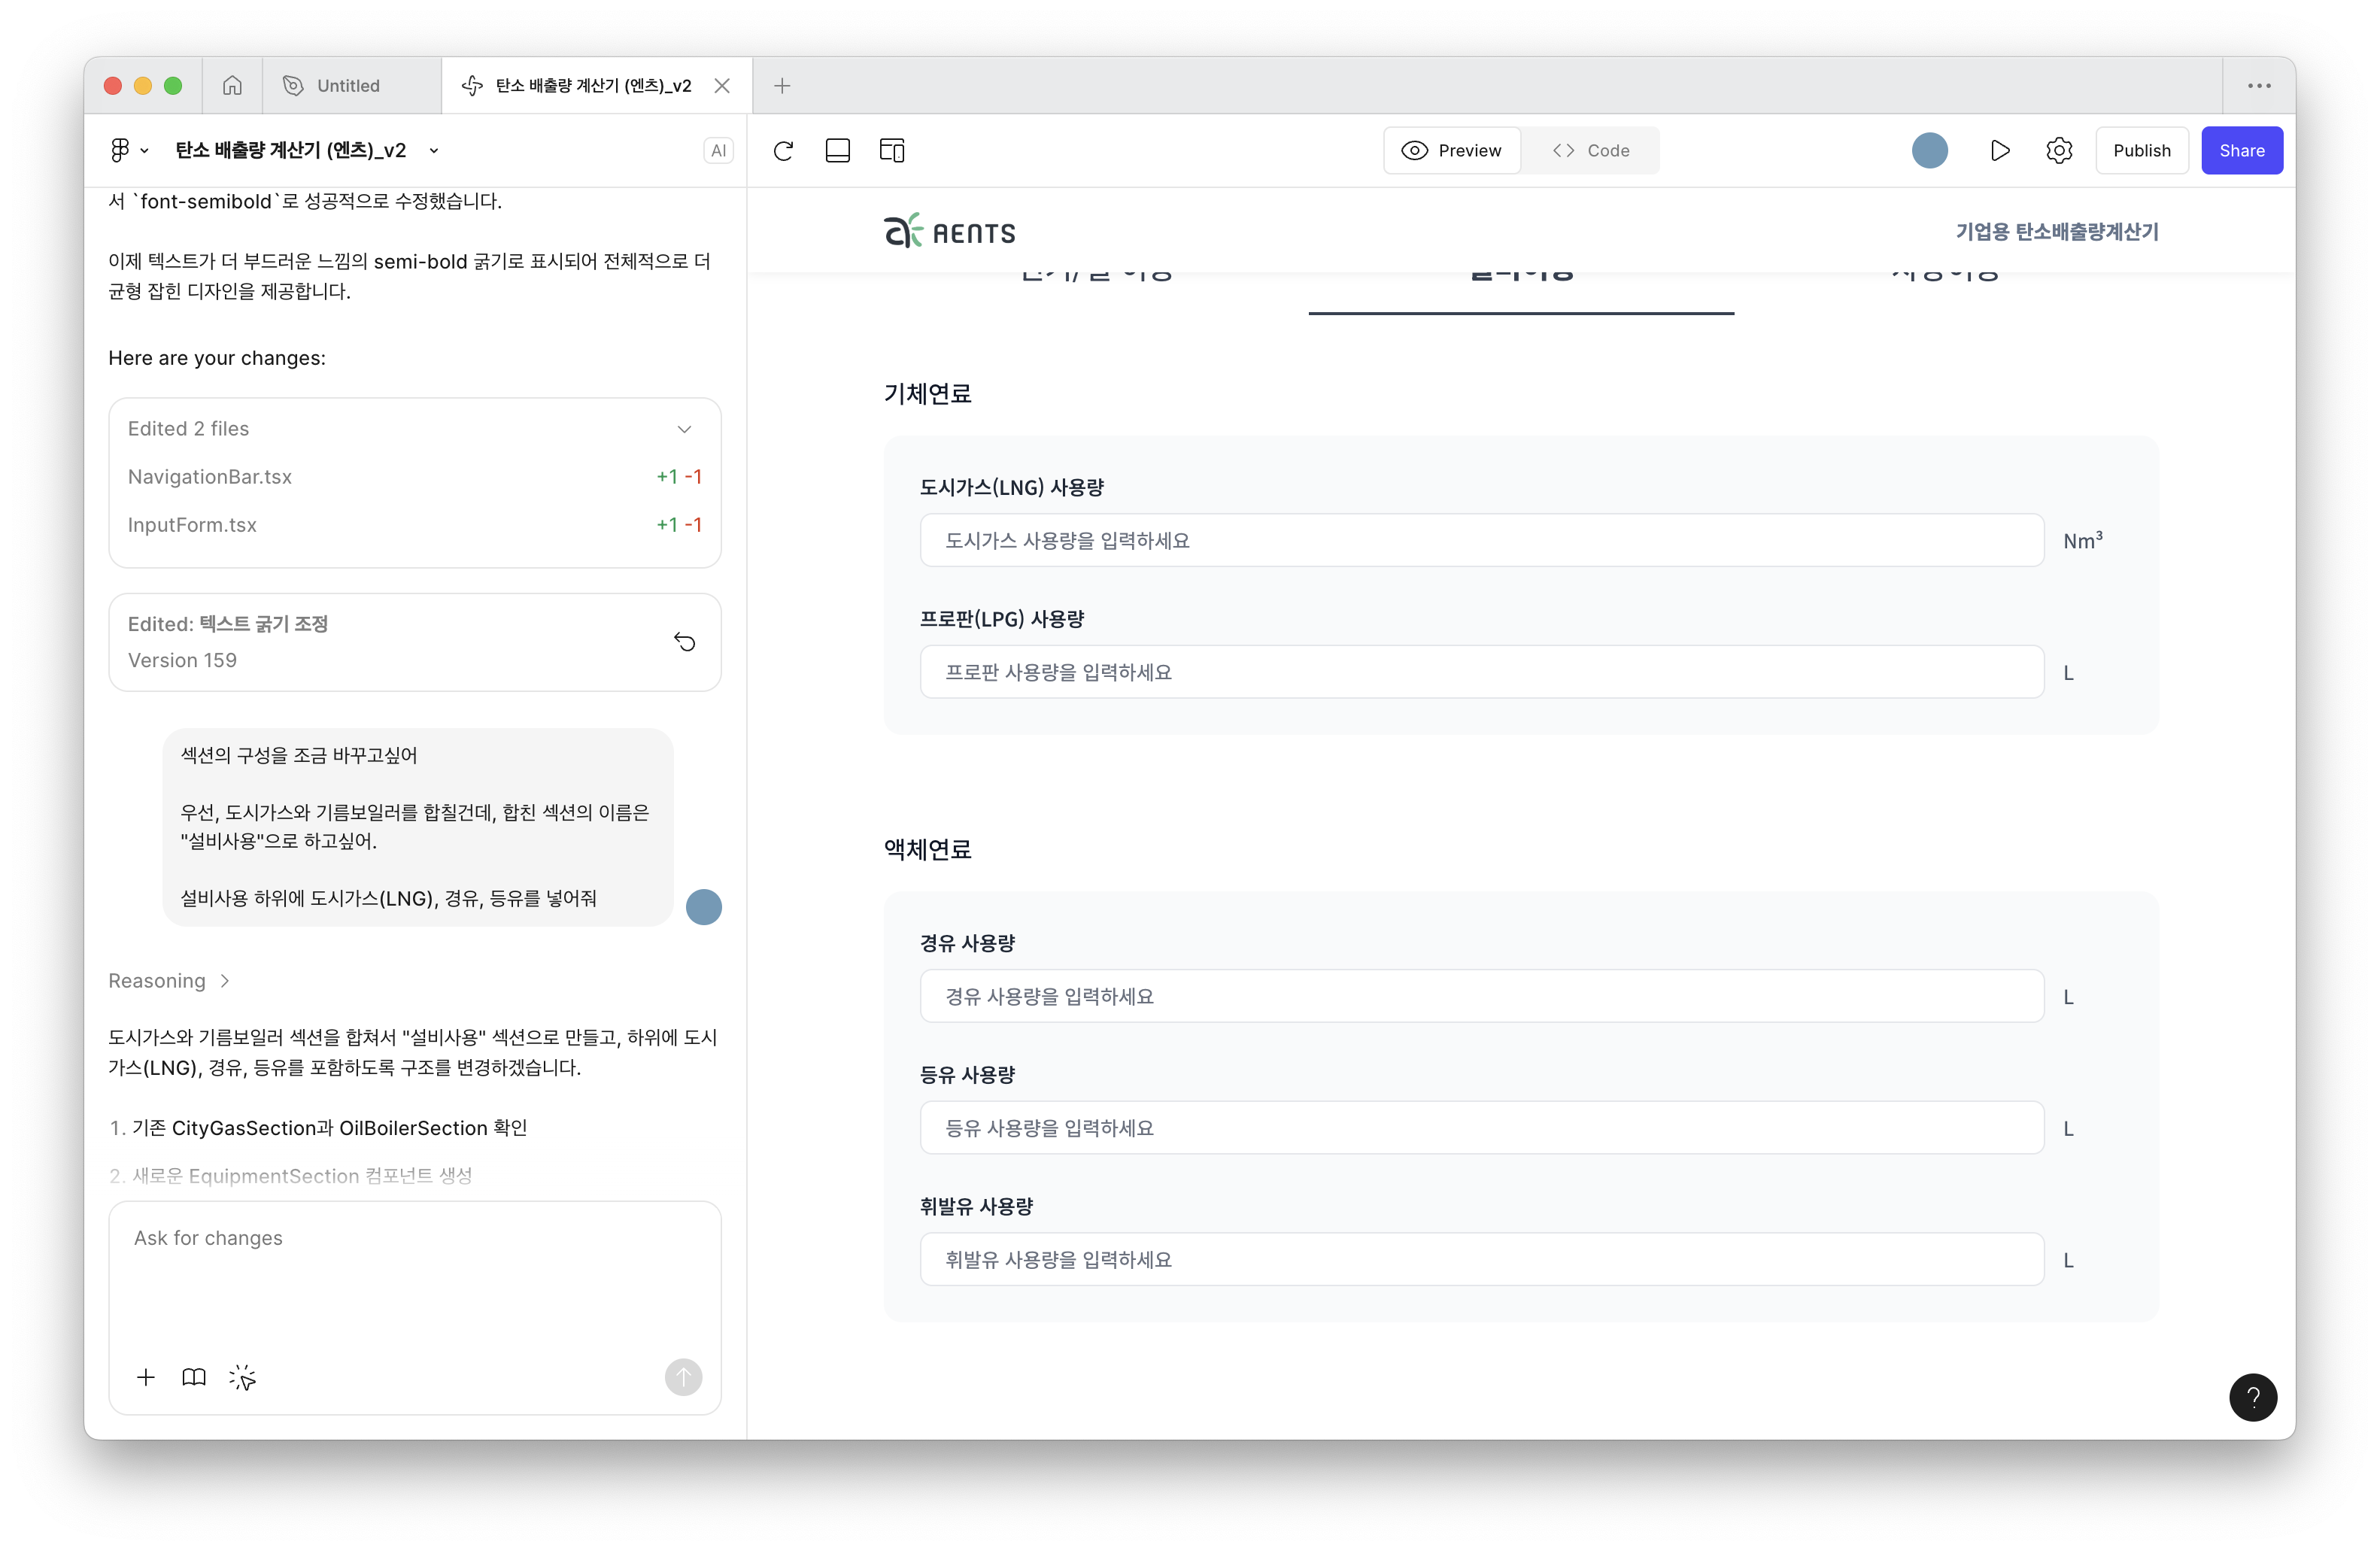 Untitled
탄소 배출량 계산기 (엔츠)_v2
탄소 배출량 계산기 (엔츠)_v2
AI
Preview
Code
Publish
Share
서 `font-semibold`로 성공적으로 수정했습니다.
이제 텍스트가 더 부드러운 느낌의 semi-bold 굵기로 표시되어 전체적으로 더
균형 잡힌 디자인을 제공합니다.
Here are your changes:
Edited 2 files
NavigationBar.tsx
+1 -1
InputForm.tsx
+1 -1
Edited: 텍스트 굵기 조정
Version 159
섹션의 구성을 조금 바꾸고싶어
우선, 도시가스와 기름보일러를 합칠건데, 합친 섹션의 이름은
"설비사용"으로 하고싶어.
설비사용 하위에 도시가스(LNG), 경유, 등유를 넣어줘
Reasoning
도시가스와 기름보일러 섹션을 합쳐서 "설비사용" 섹션으로 만들고, 하위에 도시
가스(LNG), 경유, 등유를 포함하도록 구조를 변경하겠습니다.
1. 기존 CityGasSection과 OilBoilerSection 확인
2. 새로운 EquipmentSection 컴포넌트 생성
Ask for changes
AENTS
기업용 탄소배출량계산기
기체연료
도시가스(LNG) 사용량
도시가스 사용량을 입력하세요
Nm³
프로판(LPG) 사용량
프로판 사용량을 입력하세요
L
액체연료
경유 사용량
경유 사용량을 입력하세요
L
등유 사용량
등유 사용량을 입력하세요
L
휘발유 사용량
휘발유 사용량을 입력하세요
L
?